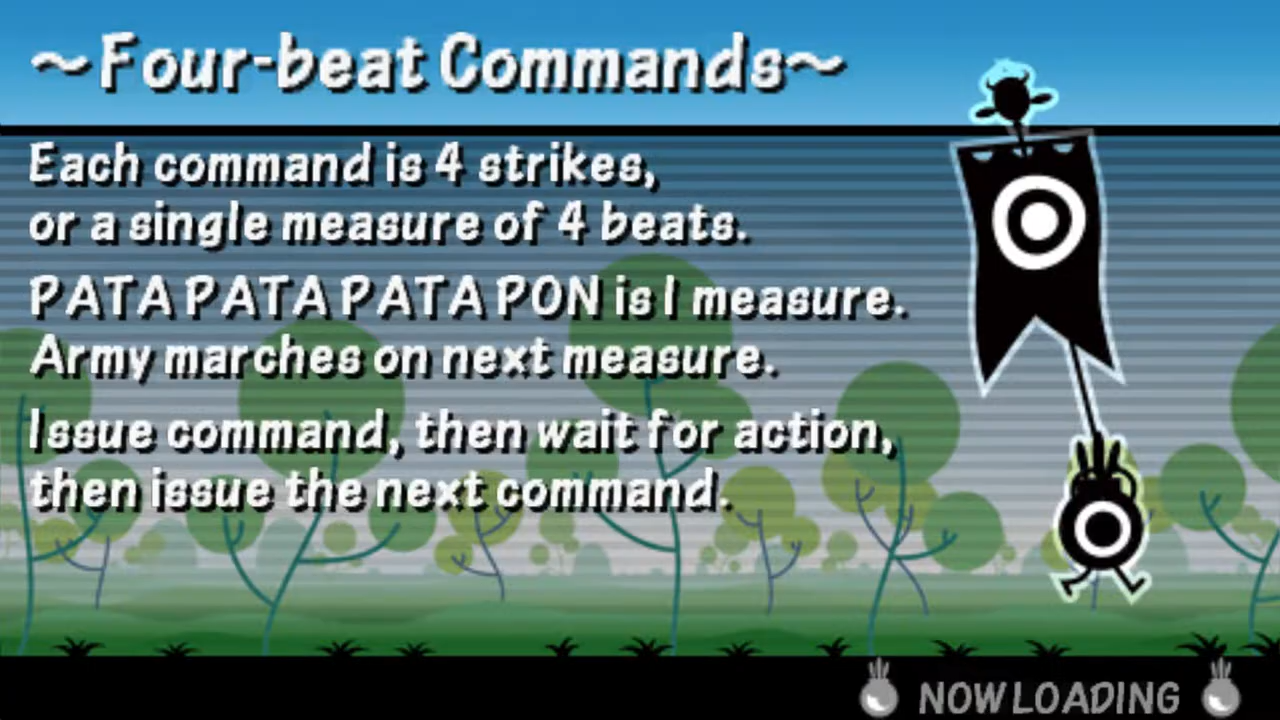 ~Four-beat Commands~
Each command is 4 strikes,
or a single measure of 4 beats.
PATA PATA PATA PON is 1 measure.
Army marches on next measure.
Issue command, then wait for action,
then issue the next command.
NOW LOADING